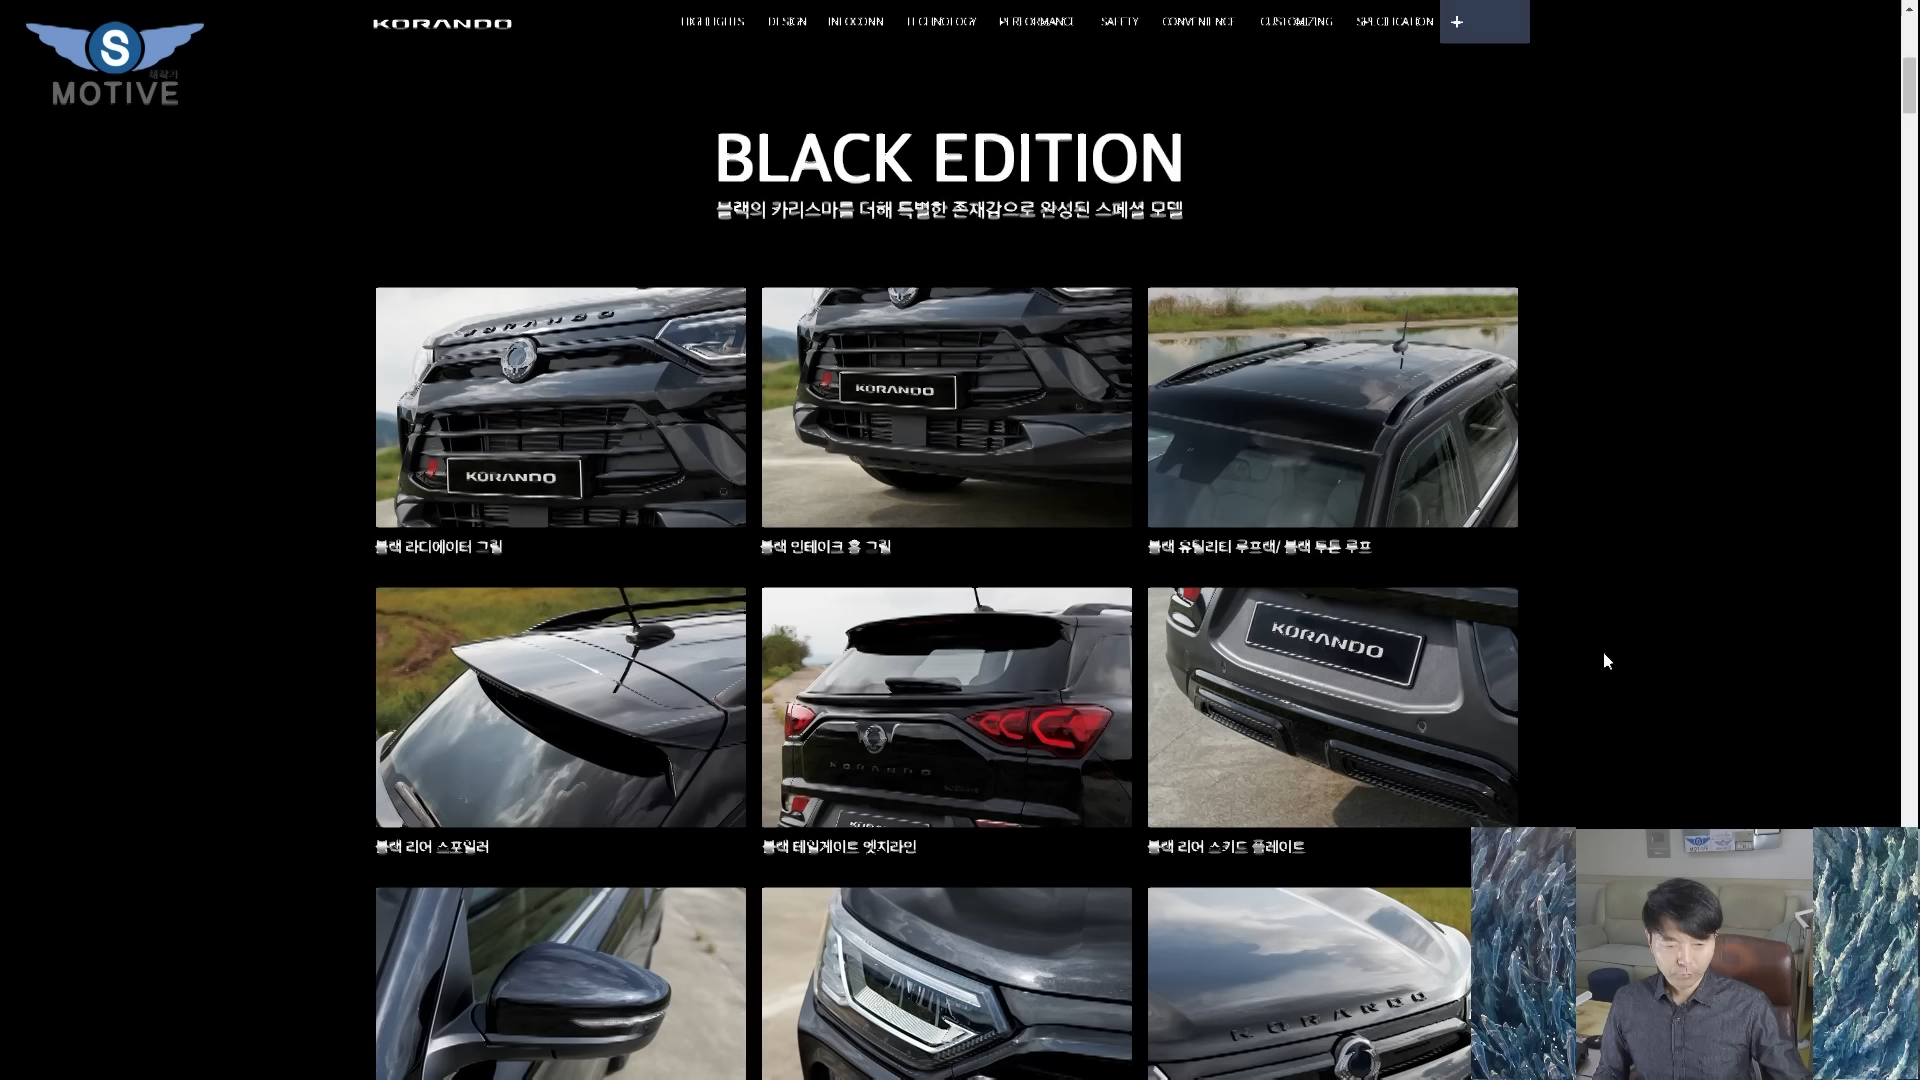 KORANDO
HIGHLIGHTS DESIGN INFOCONN TECHNOLOGY PERFORMANCE SAFETY CONVENIENCE CUSTOMIZING SPECIFICATION +
S
MOTIVE
BLACK EDITION
블랙의 카리스마를 더해 특별한 존재감으로 완성된 스페셜 모델
KORANDO
KORANDO
KORANDO
블랙 라디에이터 그릴
블랙 인테이크 홀 그릴
블랙 유틸리티 루프랙/ 블랙 투톤 루프
KORANDO
KORANDO
블랙 리어 스포일러
블랙 테일게이트 엣지라인
블랙 리어 스키드 플레이트
KORANDO